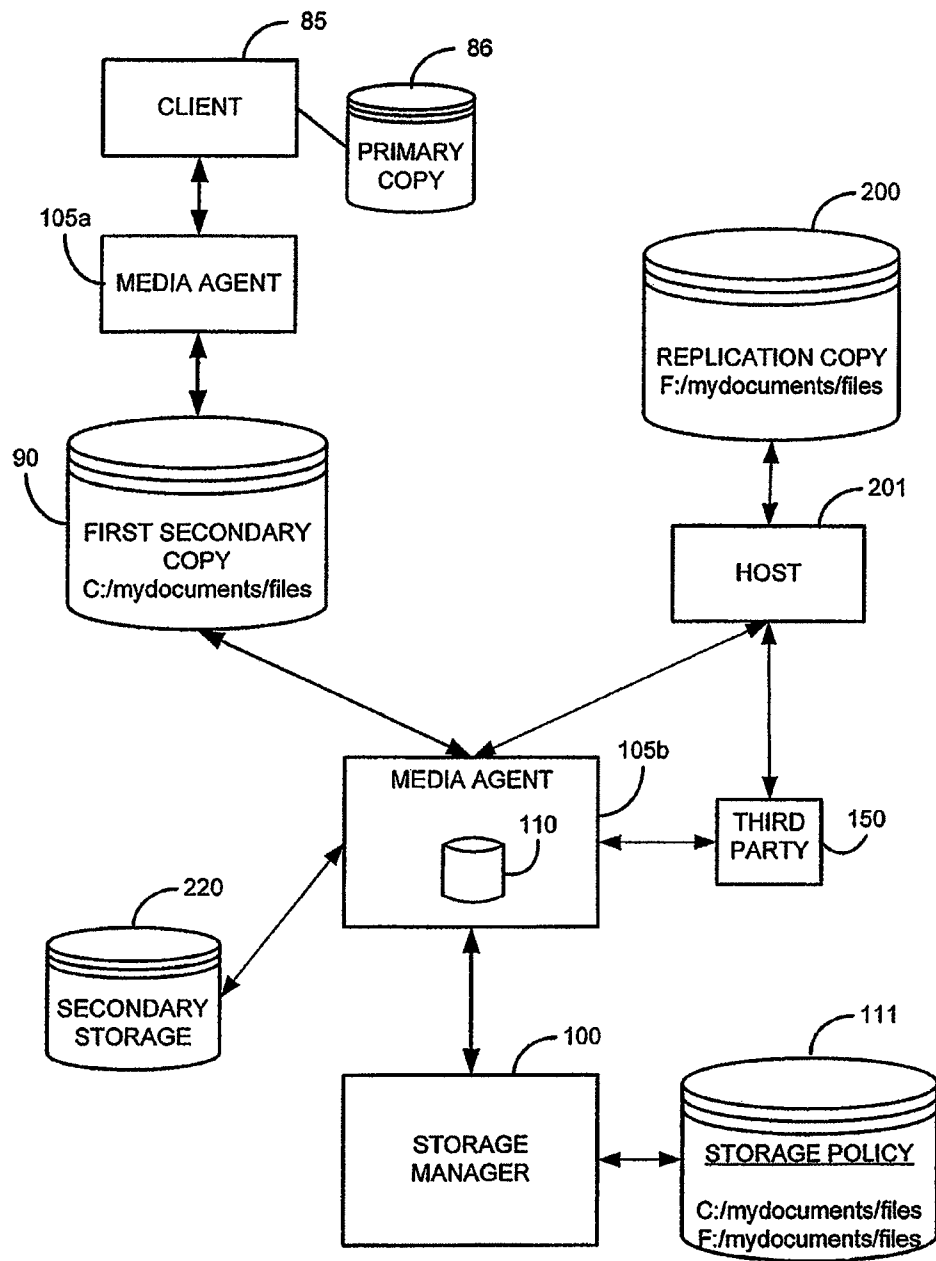 85
CLIENT
86
PRIMARY
COPY
105a
MEDIA AGENT
200
REPLICATION COPY
F:/mydocuments/files
90
FIRST SECONDARY
COPY
C:/mydocuments/files
201
HOST
105b
MEDIA AGENT
110
THIRD
PARTY
150
220
SECONDARY
STORAGE
100
STORAGE
MANAGER
111
STORAGE POLICY
C:/mydocuments/files
F:/mydocuments/files